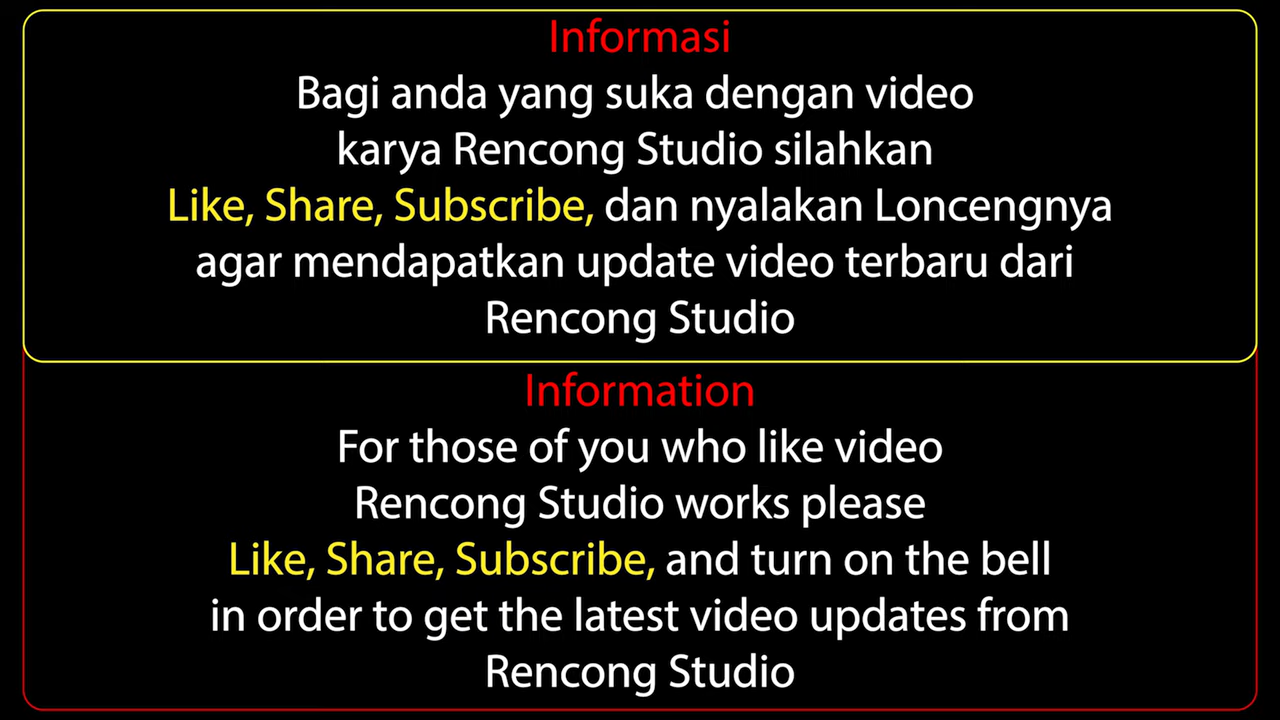 Informasi
Bagi anda yang suka dengan video
karya Rencong Studio silahkan
Like, Share, Subscribe, dan nyalakan Loncengnya
agar mendapatkan update video terbaru dari
Rencong Studio
Information
For those of you who like video
Rencong Studio works please
Like, Share, Subscribe, and turn on the bell
in order to get the latest video updates from
Rencong Studio